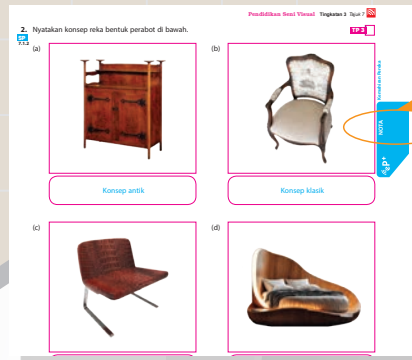 Pendidikan Seni Visual Tingkatan 3 Tajuk 7
2. Nyatakan konsep reka bentuk perabot di bawah.
TP 3
SP
7.1.2
(a)
(b)
Konsep antik
Konsep klasik
NOTA
(c)
(d)